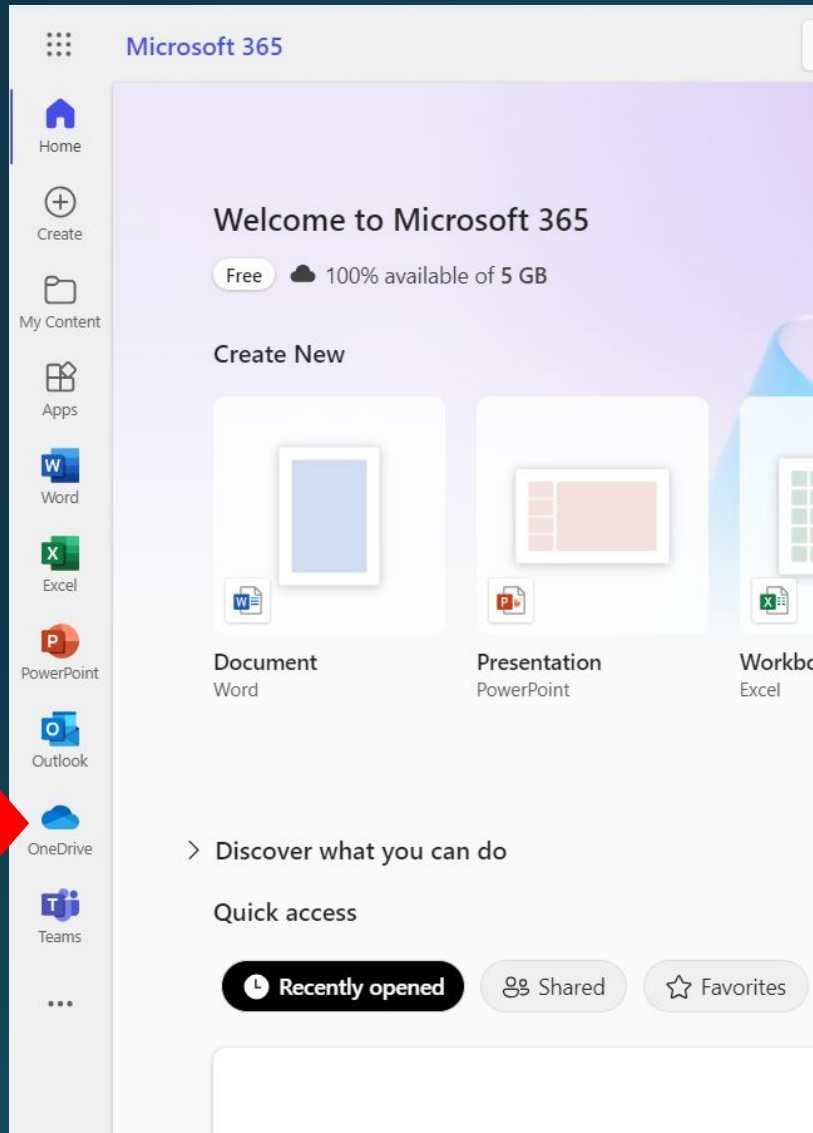 Microsoft 365
Home
Create
My Content
Apps
Word
Excel
PowerPoint
Outlook
OneDrive
Teams
Welcome to Microsoft 365
Free 100% available of 5 GB
Create New
Document
Word
Presentation
PowerPoint
Excel
Discover what you can do
Quick access
Recently opened Shared Favorites